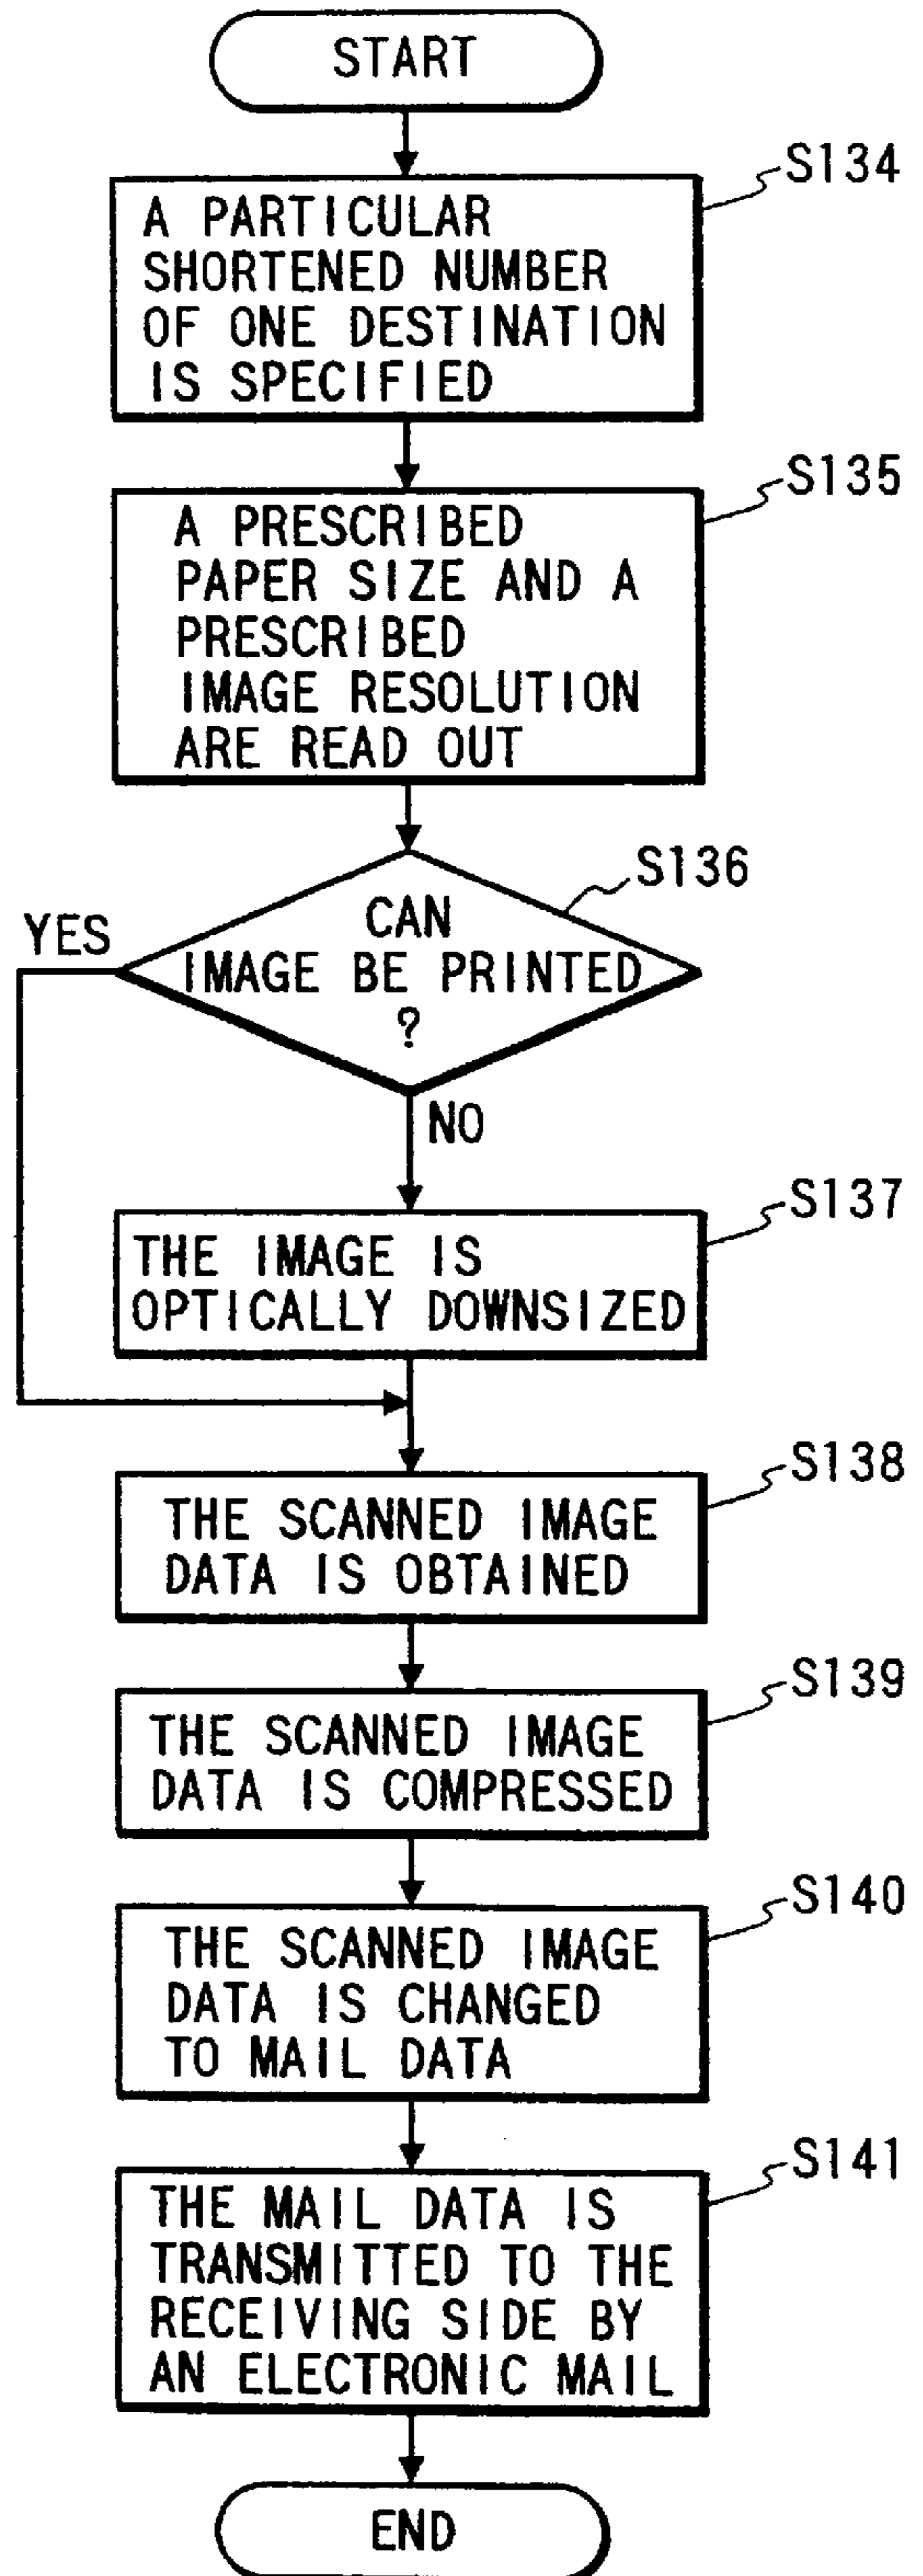 START
S134
A PARTICULAR
SHORTENED NUMBER
OF ONE DESTINATION
IS SPECIFIED
S135
A PRESCRIBED
PAPER SIZE AND A
PRESCRIBED
IMAGE RESOLUTION
ARE READ OUT
S136
YES
CAN
IMAGE BE PRINTED
?
NO
S137
THE IMAGE IS
OPTICALLY DOWNSIZED
S138
THE SCANNED IMAGE
DATA IS OBTAINED
S139
THE SCANNED IMAGE
DATA IS COMPRESSED
S140
THE SCANNED IMAGE
DATA IS CHANGED
TO MAIL DATA
S141
THE MAIL DATA IS
TRANSMITTED TO THE
RECEIVING SIDE BY
AN ELECTRONIC MAIL
END